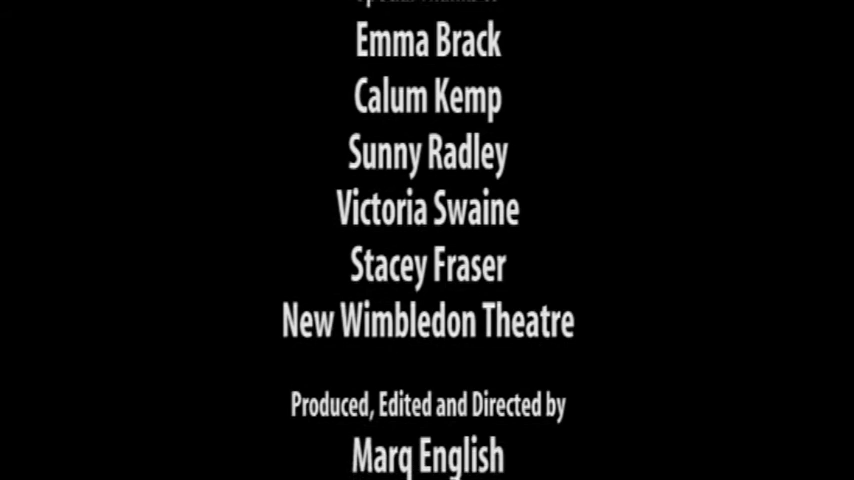 Emma Brack
Calum Kemp
Sunny Radley
Victoria Swaine
Stacey Fraser
New Wimbledon Theatre
Produced, Edited and Directed by
Marq English